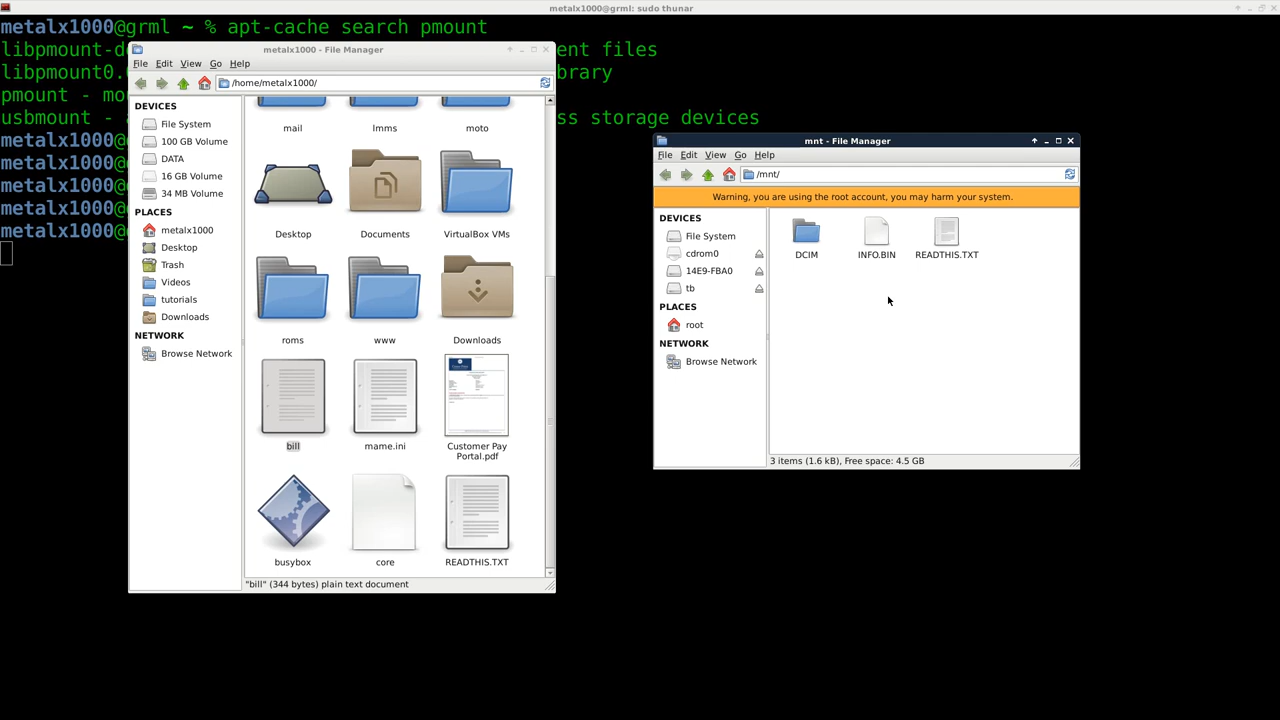 metalx1000@grml: sudo thunar
metalx1000@grml ~ % apt-cache search pmount
libpmount-d
ent files
libpmount0.
brary
pmount - mo
usbmount - a
ss storage devices
metalx1000@
metalx1000@
metalx1000@
metalx1000@
metalx1000@
metalx1000 - File Manager
File Edit View Go Help
/home/metalx1000/
DEVICES
File System
100 GB Volume
DATA
16 GB Volume
34 MB Volume
PLACES
metalx1000
Desktop
Trash
Videos
tutorials
Downloads
NETWORK
Browse Network
mail lmms moto
Desktop Documents VirtualBox VMs
roms www Downloads
bill mame.ini Customer Pay
Portal.pdf
busybox core READTHIS.TXT
"bill" (344 bytes) plain text document
mnt - File Manager
File Edit View Go Help
/mnt/
Warning, you are using the root account, you may harm your system.
DEVICES
File System
cdrom0
14E9-FBA0
tb
PLACES
root
NETWORK
Browse Network
DCIM INFO.BIN READTHIS.TXT
3 items (1.6 kB), Free space: 4.5 GB